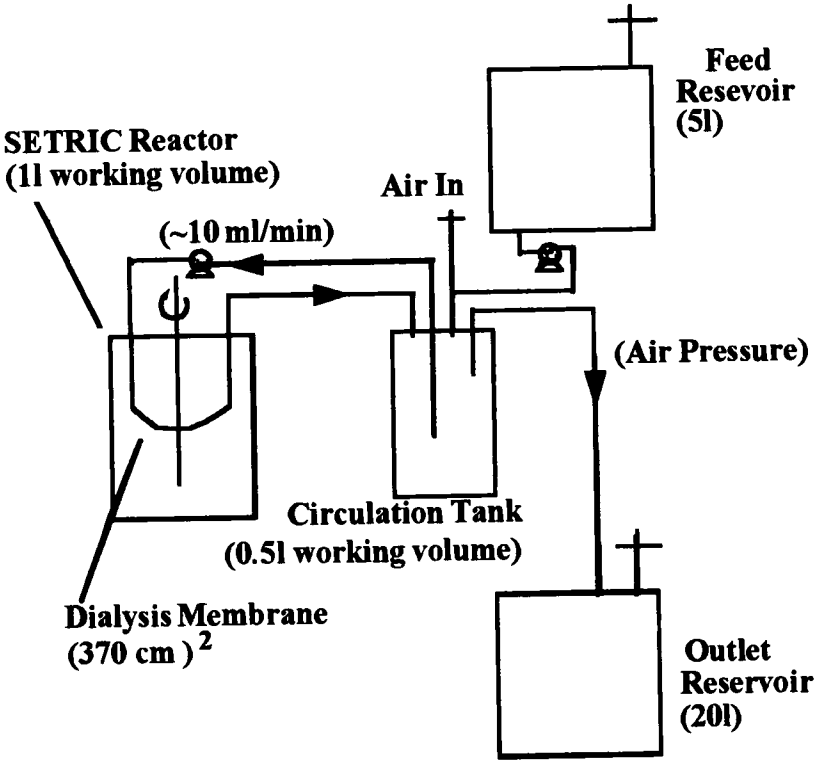 Feed
Resevoir
(5l)
SETRIC Reactor
(1l working volume)
Air In
(~10 ml/min)
(Air Pressure)
Circulation Tank
(0.5l working volume)
Dialysis Membrane
(370 cm )2
Outlet
Reservoir
(20l)